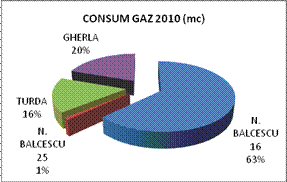 CONSUM GAZ 2010 (mc)
GHERLA
20%
TURDA
16%
N.
BALCESCU
25
1%
N.
BALCESCU
16
63%